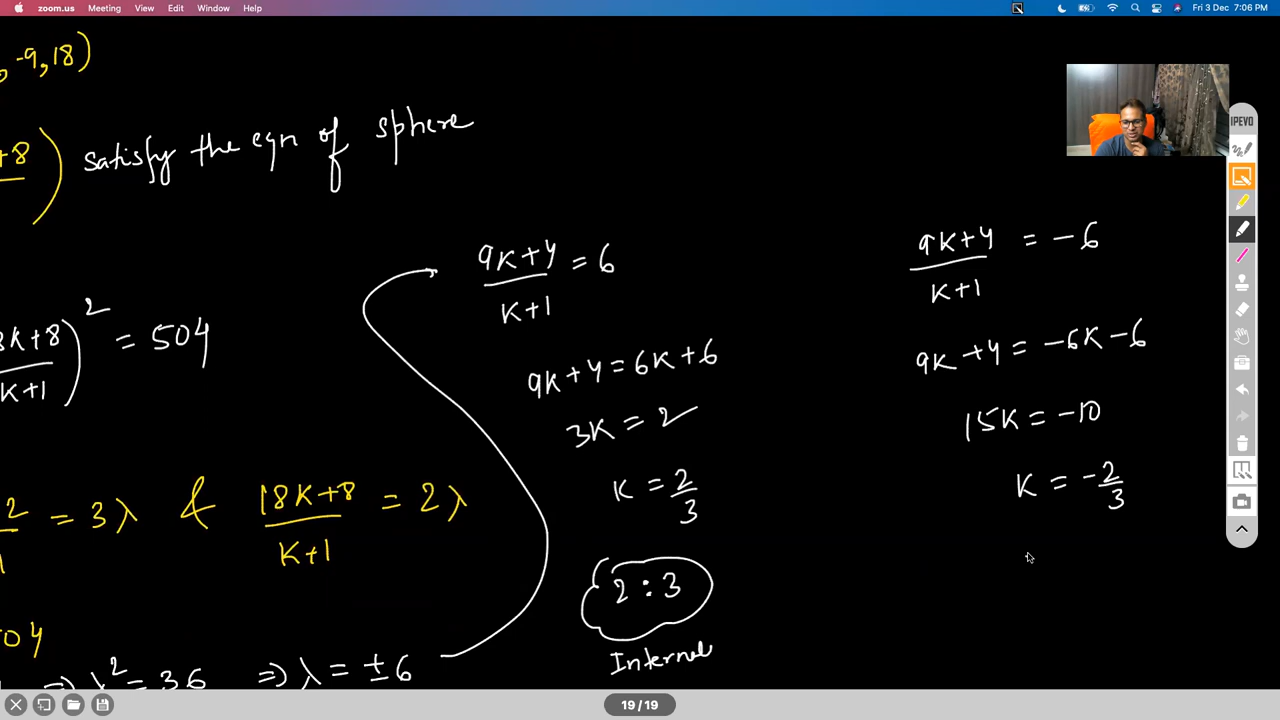 zoom.us Meeting View Edit Window Help Fri 3 Dec 7:06 PM
, -9, 18)
+8 ) satisfy the eqn of sphere
IPEVO
K+8 / K+1 )² = 504
2 = 3λ & 18K+8 / K+1 = 2λ
04
⇒ λ² = 36 ⇒ λ = ±6
9K+4 / K+1 = 6
9K+4 = 6K+6
3K = 2
K = 2/3
2 : 3
Internal
9K+4 / K+1 = -6
9K+4 = -6K-6
15K = -10
K = -2/3
19 / 19